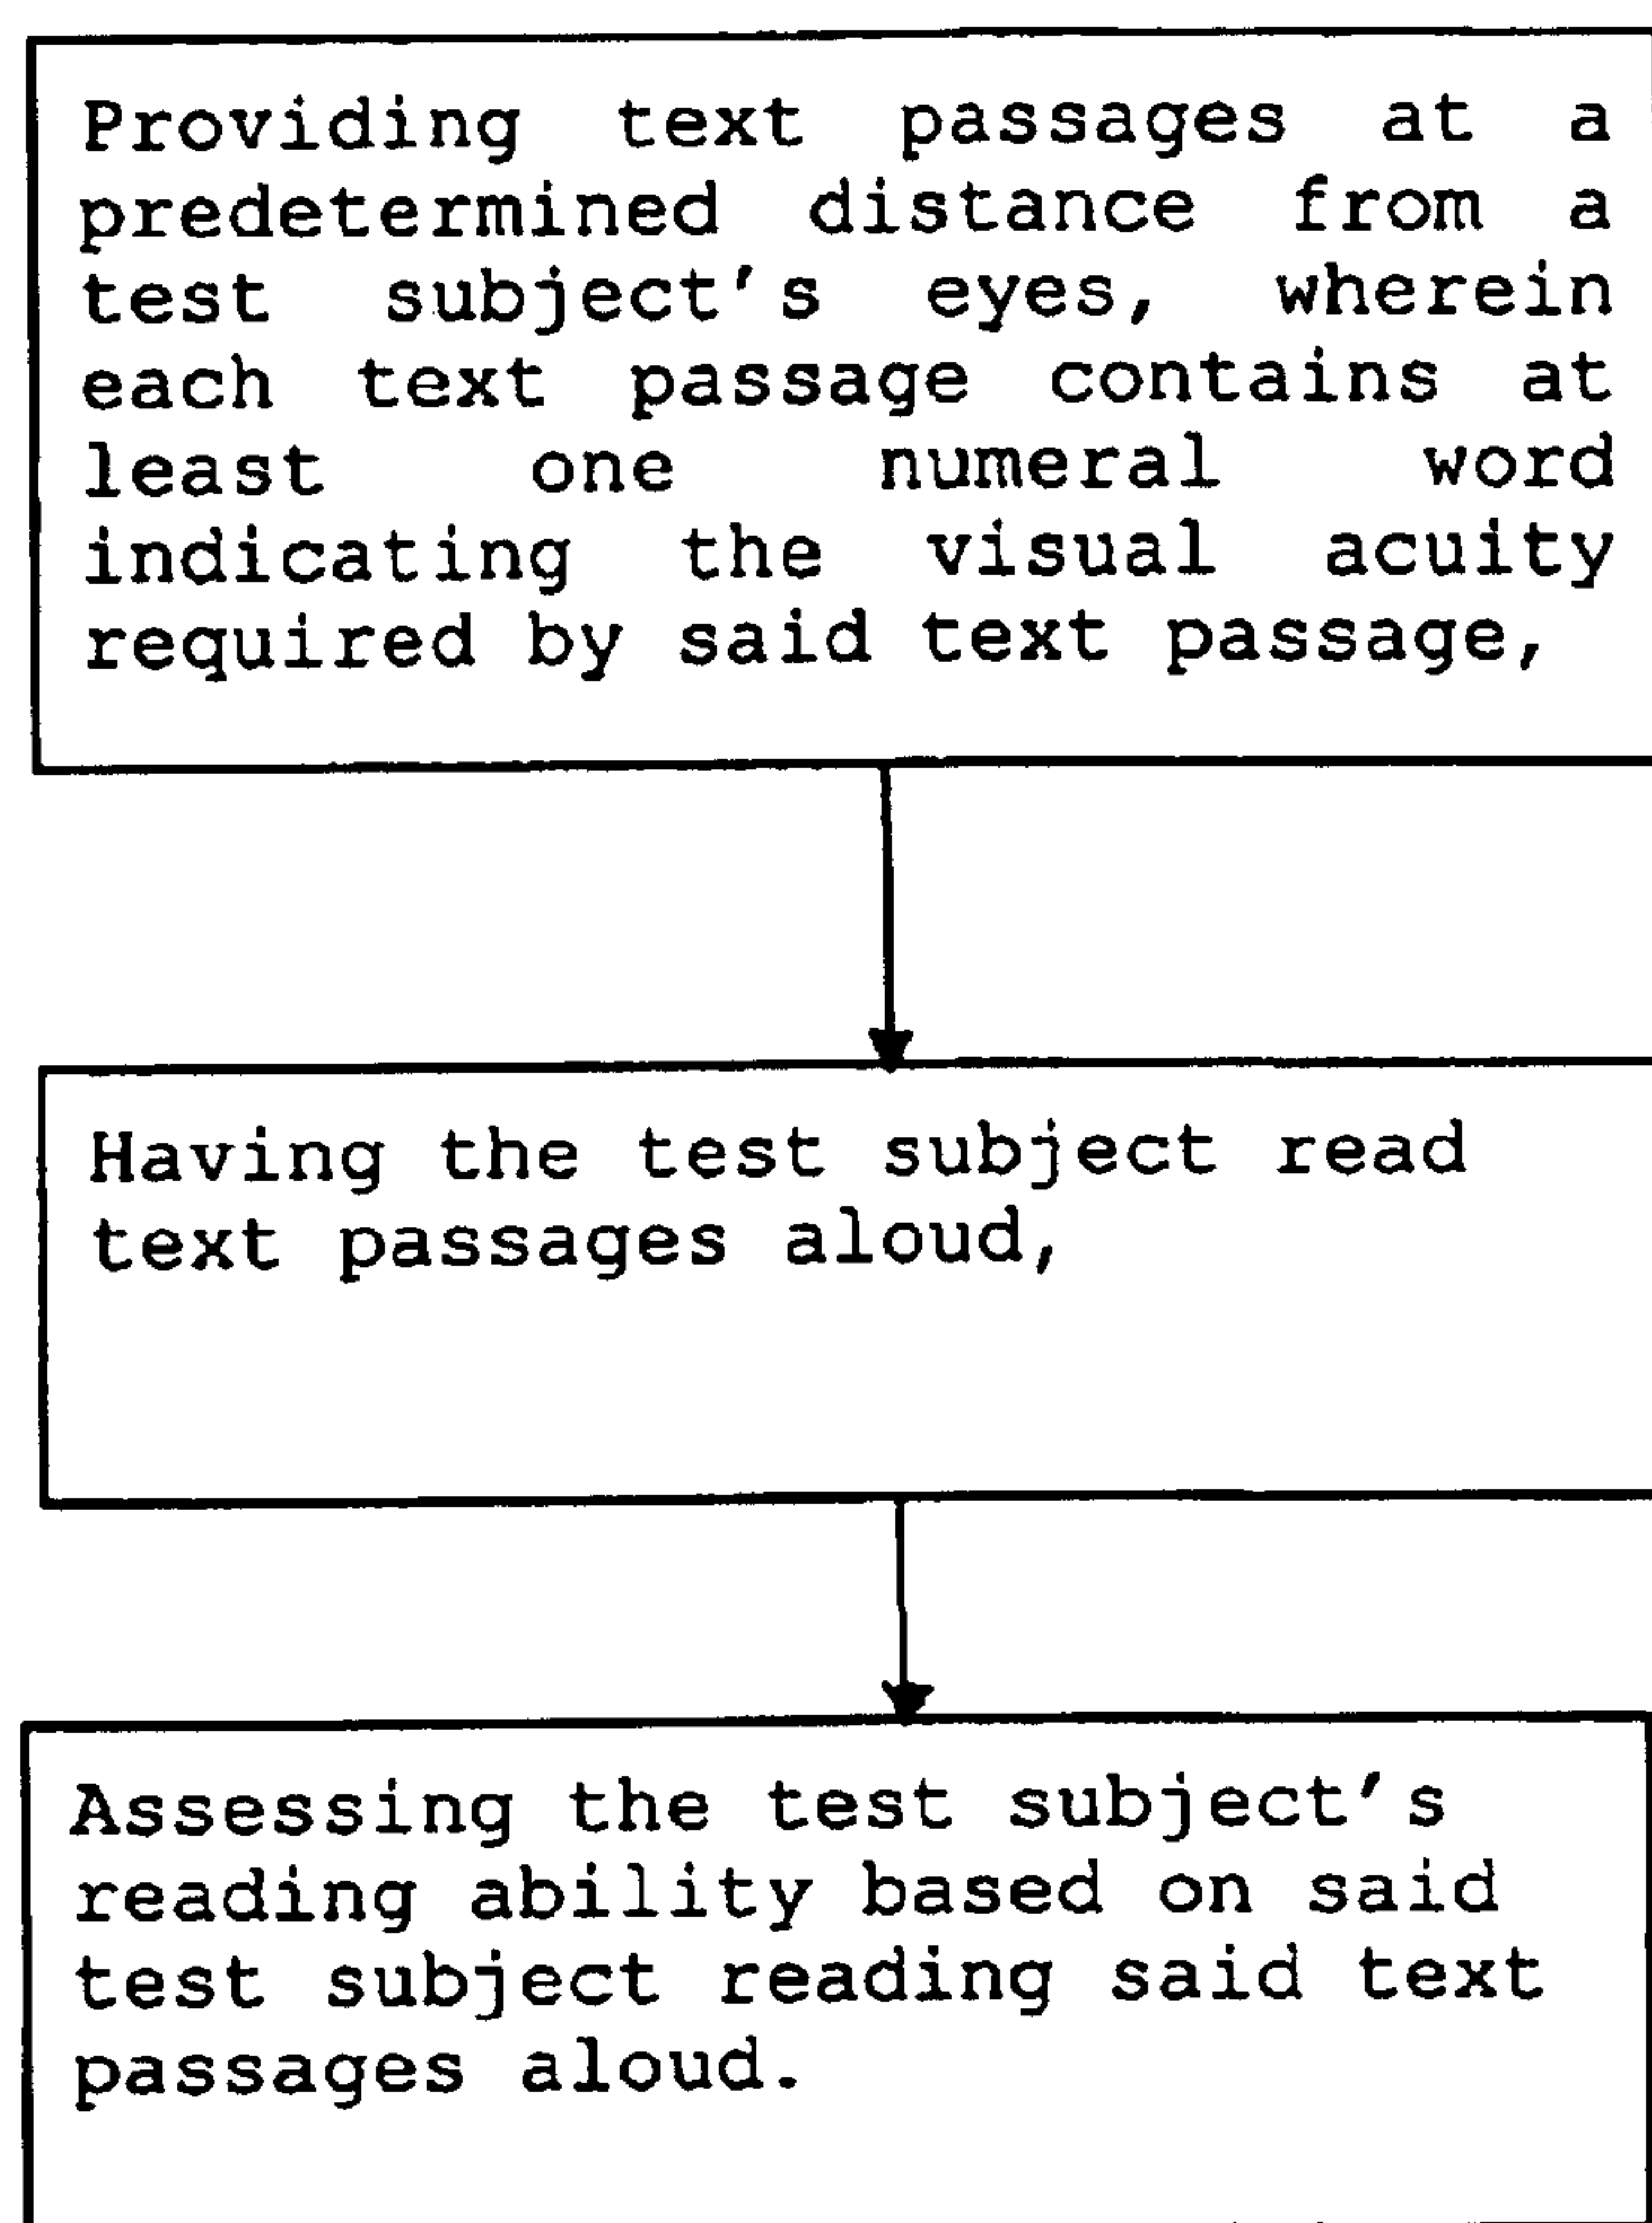 Providing text passages at a
predetermined distance from a
test subject's eyes, wherein
each text passage contains at
least one numeral word
indicating the visual acuity
required by said text passage,
Having the test subject read
text passages aloud,
Assessing the test subject's
reading ability based on said
test subject reading said text
passages aloud.